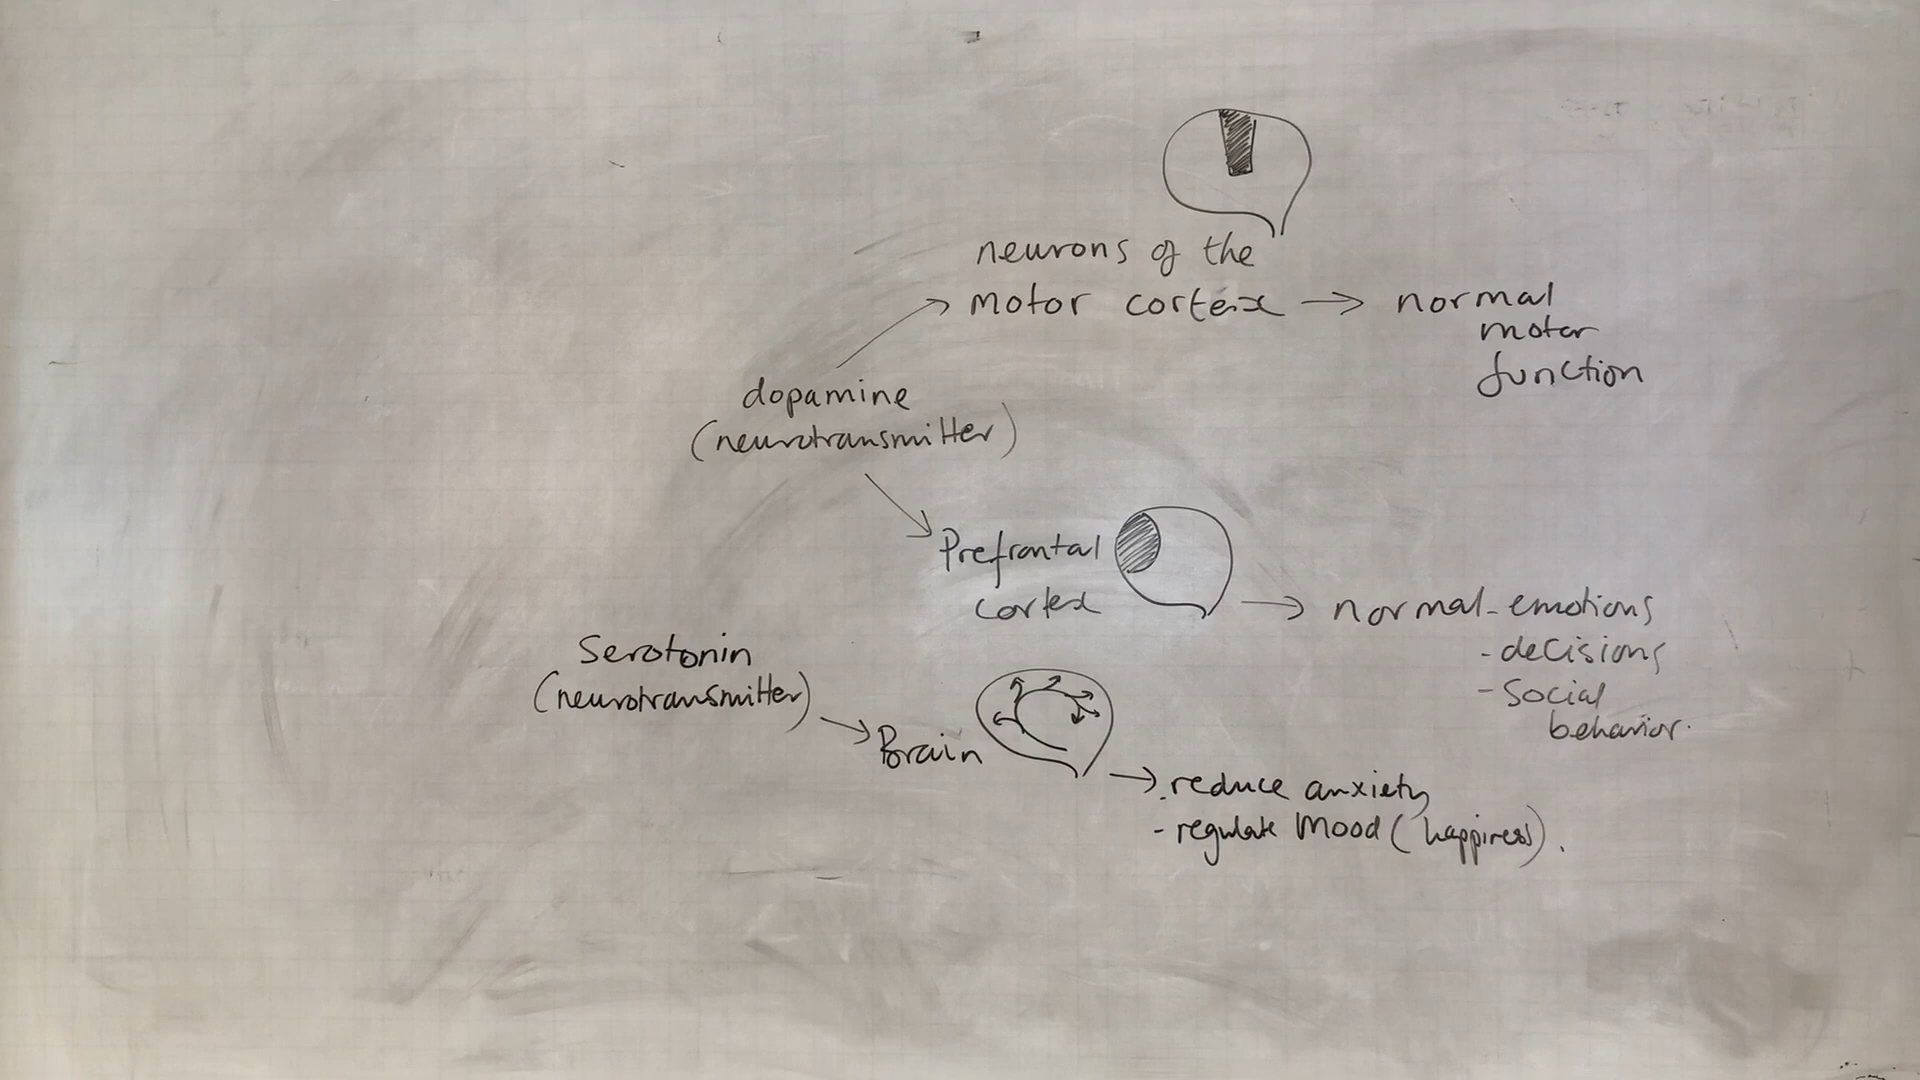 neurons of the
motor cortex → normal
motor
function
dopamine
(neurotransmitter)
Prefrontal
cortex → normal - emotions
- decisions
- social
behavior.
Serotonin
(neurotransmitter)
→ Brain
→ - reduce anxiety
- regulate mood (happiness).